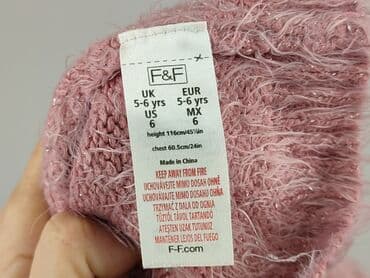 F&F
UK EUR
5-6 yrs 5-6 yrs
US MX
6 6
height 116cm/45¾in
chest 60.5cm/24in
Made in China
KEEP AWAY FROM FIRE
UCHOVÁVEJTE MIMO DOSAH OHNĚ
UCHOVÁVAJTE MIMO DOSAHU OHŇA
TRZYMAĆ Z DALA OD OGNIA
TŰZTŐL TÁVOL TARTANDÓ
ATEŞTEN UZAK TUTUNUZ
MANTENER LEJOS DEL FUEGO
F-F.com